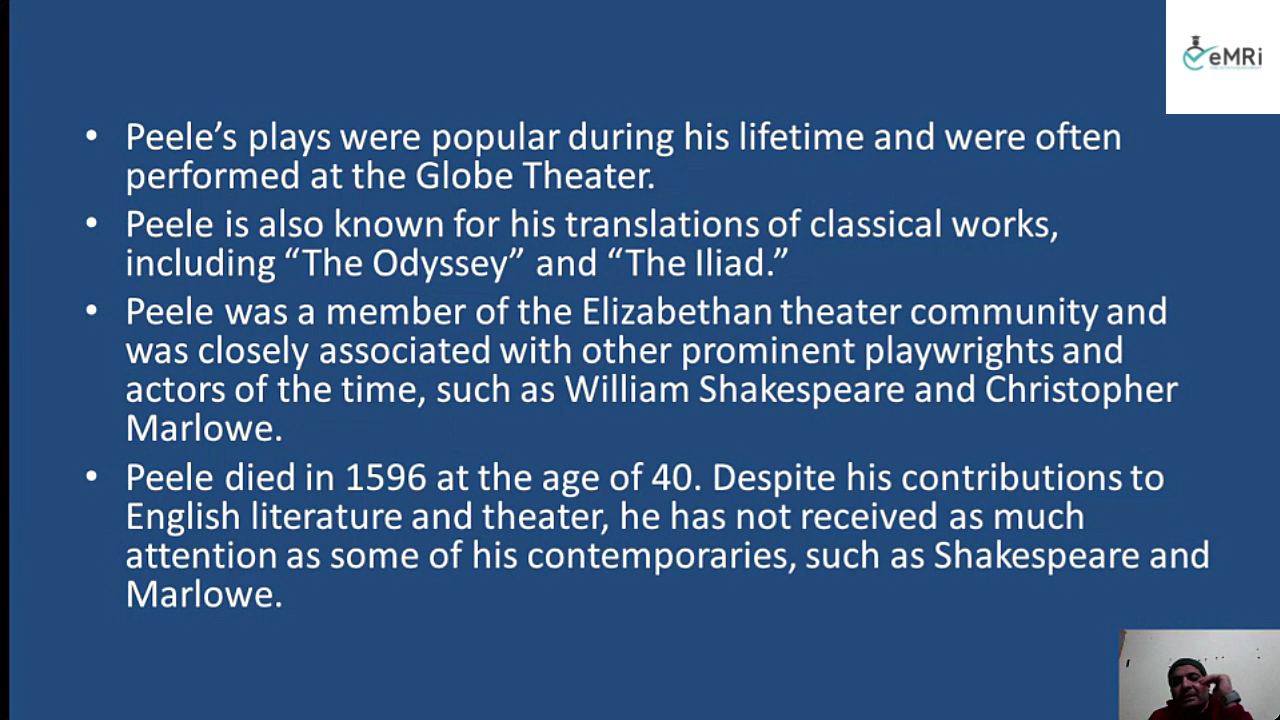 eMRi
• Peele’s plays were popular during his lifetime and were often
performed at the Globe Theater.
• Peele is also known for his translations of classical works,
including “The Odyssey” and “The Iliad.”
• Peele was a member of the Elizabethan theater community and
was closely associated with other prominent playwrights and
actors of the time, such as William Shakespeare and Christopher
Marlowe.
• Peele died in 1596 at the age of 40. Despite his contributions to
English literature and theater, he has not received as much
attention as some of his contemporaries, such as Shakespeare and
Marlowe.